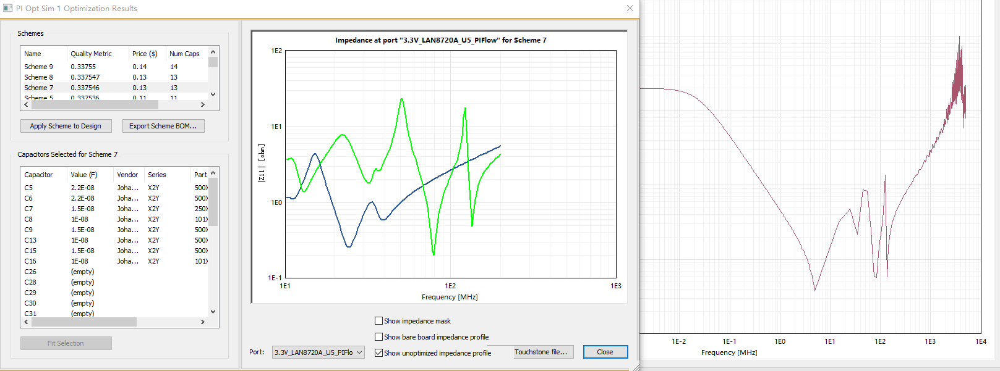 PI Opt Sim 1 Optimization Results
Schemes
Name Quality Metric Price ($) Num Caps
Scheme 9 0.33755 0.14 14
Scheme 8 0.337547 0.13 13
Scheme 7 0.337546 0.13 13
Scheme 5 0.337536 0.11 11
Apply Scheme to Design Export Scheme BOM...
Capacitors Selected for Scheme 7
Capacitor Value (F) Vendor Series Part
C5 2.2E-08 Joha... X2Y 500X
C6 2.2E-08 Joha... X2Y 500X
C7 1.5E-08 Joha... X2Y 250X
C8 1E-08 Joha... X2Y 101X
C9 1.5E-08 Joha... X2Y 500X
C13 1E-08 Joha... X2Y 500X
C15 1.5E-08 Joha... X2Y 500X
C16 1E-08 Joha... X2Y 101X
C26 (empty)
C28 (empty)
C29 (empty)
C30 (empty)
C31 (empty)
Fit Selection
Impedance at port "3.3V_LAN8720A_U5_PIFlow" for Scheme 7
1E2
1E1
1E0
1E-1
|Z11| [ohm]
1E1 1E2 1E3
Frequency [MHz]
Show impedance mask
Show bare board impedance profile
Show unoptimized impedance profile
Port: 3.3V_LAN8720A_U5_PIFlo
Touchstone file... Close
1E-2 1E-1 1E0 1E1 1E2 1E3 1E4
Frequency [MHz]